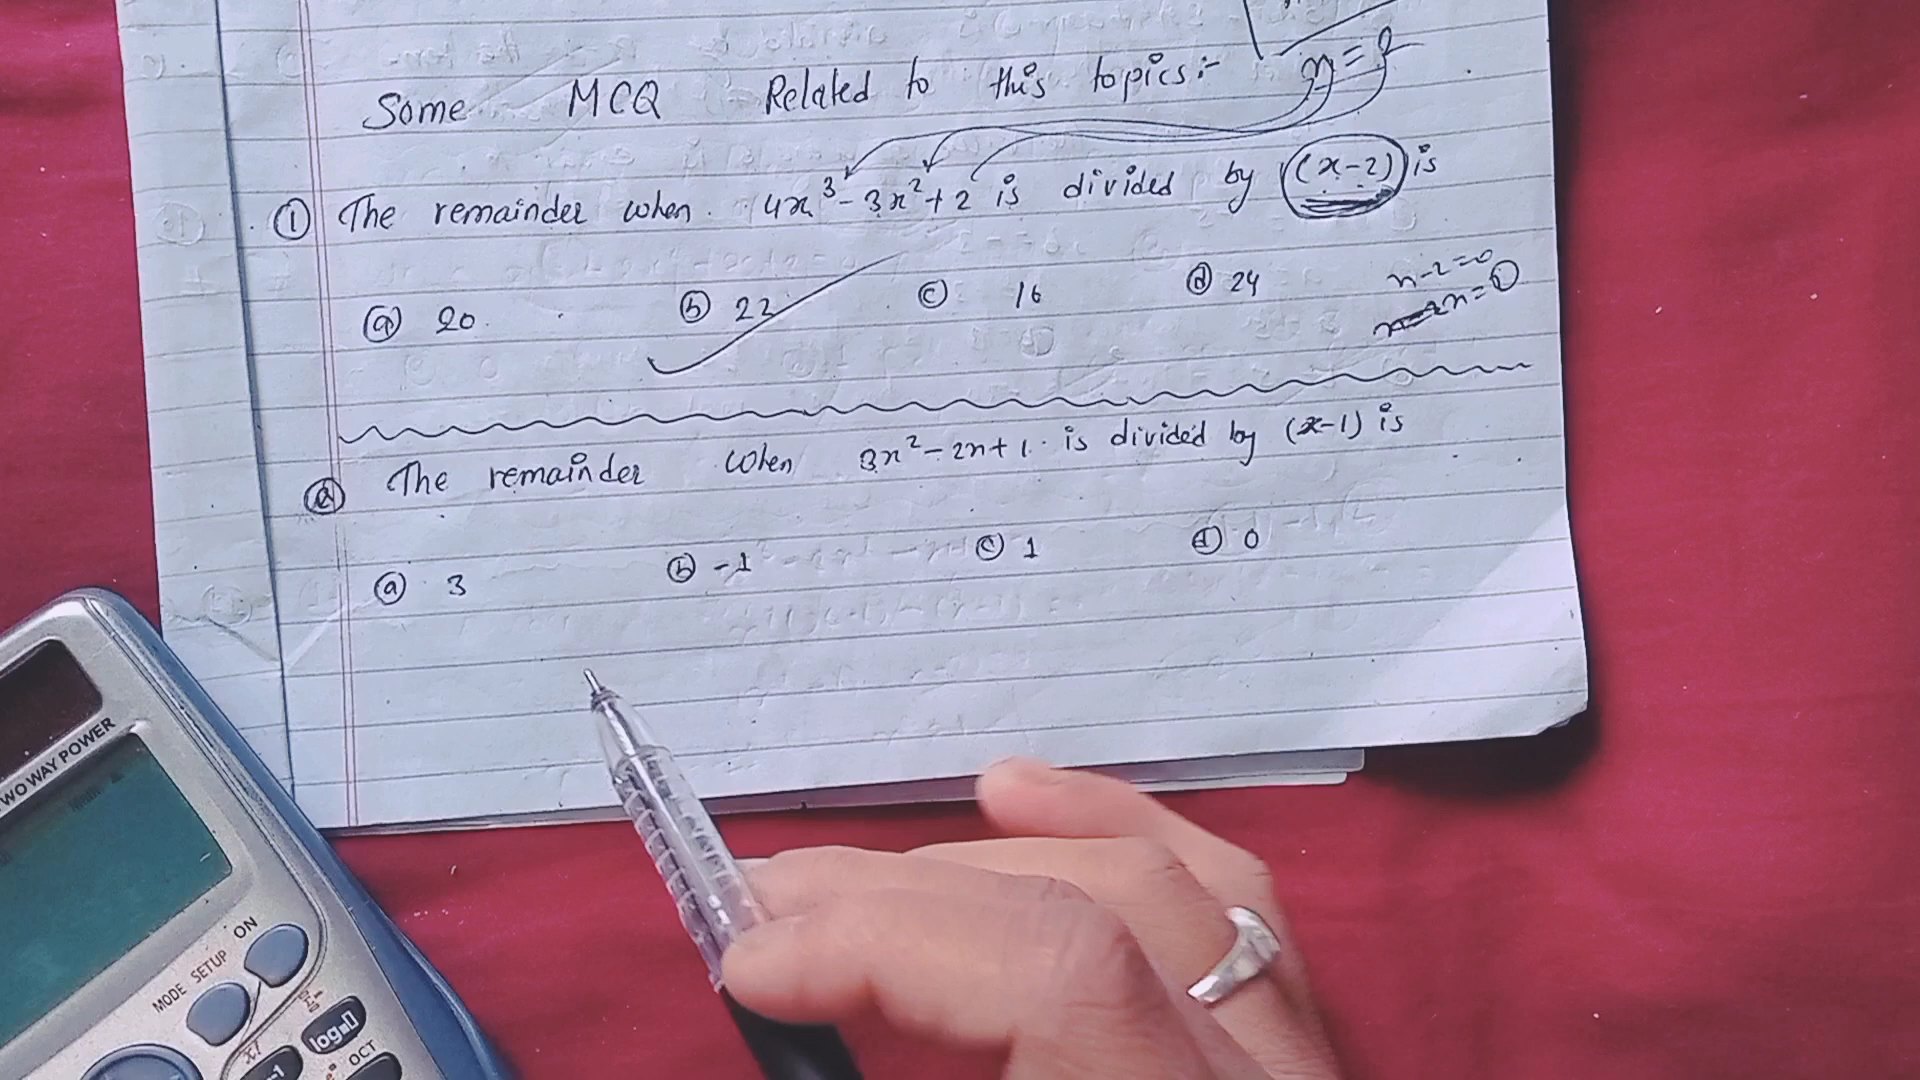 x = 2
Some MCQ Related to this topics:-
① The remainder when 4x³ - 3x² + 2 is divided by (x-2) is
ⓐ 20 ⓑ 22 ⓒ 16 ⓓ 24
x-2=0
x=2
② The remainder when 3x² - 2x + 1 is divided by (x-1) is
ⓐ 3 ⓑ -1 ⓒ 1 ⓓ 0
TWO WAY POWER
MODE SETUP ON
x!
OCT